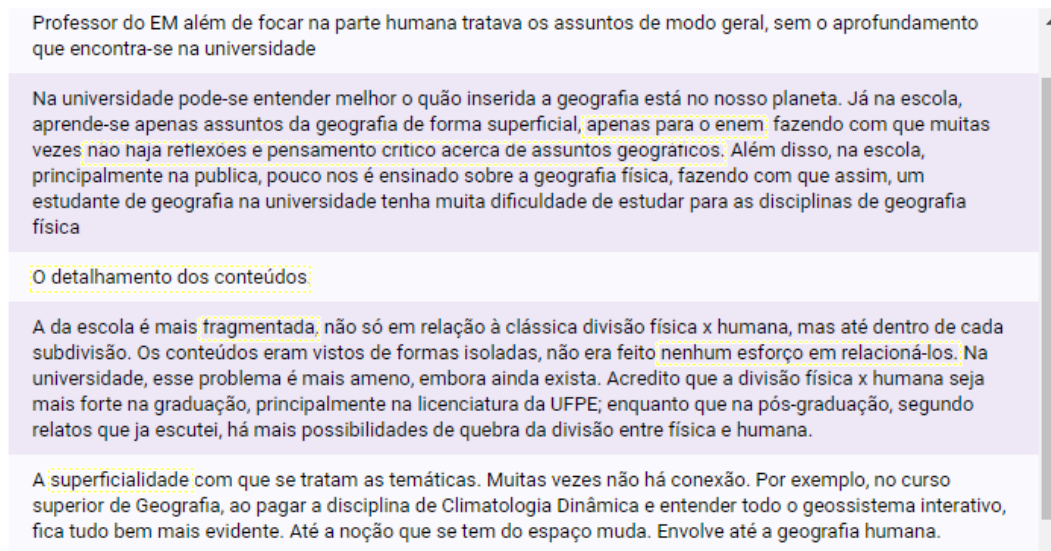 Professor do EM além de focar na parte humana tratava os assuntos de modo geral, sem o aprofundamento
que encontra-se na universidade
Na universidade pode-se entender melhor o quão inserida a geografia está no nosso planeta. Já na escola,
aprende-se apenas assuntos da geografia de forma superficial, apenas para o enem fazendo com que muitas
vezes não haja reflexões e pensamento crítico acerca de assuntos geográficos. Além disso, na escola,
principalmente na publica, pouco nos é ensinado sobre a geografia física, fazendo com que assim, um
estudante de geografia na universidade tenha muita dificuldade de estudar para as disciplinas de geografia
física
O detalhamento dos conteúdos.
A da escola é mais fragmentada, não só em relação à clássica divisão física x humana, mas até dentro de cada
subdivisão. Os conteúdos eram vistos de formas isoladas, não era feito nenhum esforço em relacioná-los. Na
universidade, esse problema é mais ameno, embora ainda exista. Acredito que a divisão física x humana seja
mais forte na graduação, principalmente na licenciatura da UFPE; enquanto que na pós-graduação, segundo
relatos que ja escutei, há mais possibilidades de quebra da divisão entre física e humana.
A superficialidade com que se tratam as temáticas. Muitas vezes não há conexão. Por exemplo, no curso
superior de Geografia, ao pagar a disciplina de Climatologia Dinâmica e entender todo o geossistema interativo,
fica tudo bem mais evidente. Até a noção que se tem do espaço muda. Envolve até a geografia humana.